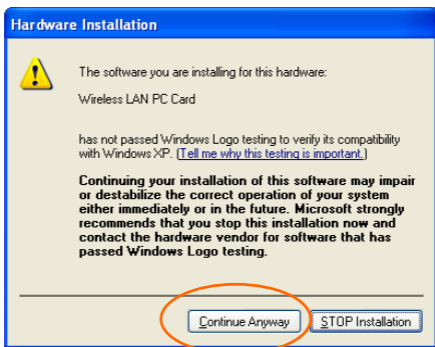 Hardware Installation
The software you are installing for this hardware:
Wireless LAN PC Card
has not passed Windows Logo testing to verify its compatibility
with Windows XP. (Tell me why this testing is important.)
Continuing your installation of this software may impair
or destabilize the correct operation of your system
either immediately or in the future. Microsoft strongly
recommends that you stop this installation now and
contact the hardware vendor for software that has
passed Windows Logo testing.
Continue Anyway
STOP Installation